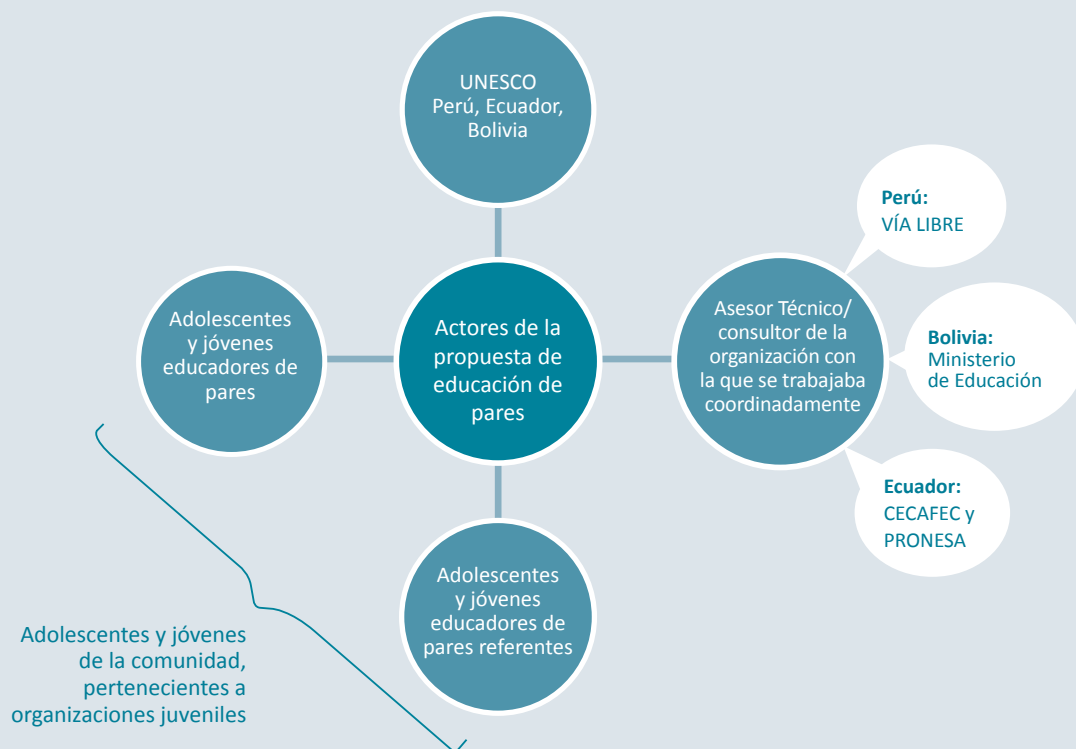 UNESCO
Perú, Ecuador,
Bolivia
Perú:
VÍA LIBRE
Adolescentes
y jóvenes
educadores de
pares
Actores de la
propuesta de
educación de
pares
Asesor Técnico/
consultor de la
organización con
la que se trabajaba
coordinadamente
Bolivia:
Ministerio
de Educación
Ecuador:
CECAFEC y
PRONESA
Adolescentes
y jóvenes
educadores de
pares referentes
Adolescentes y jóvenes
de la comunidad,
pertenecientes a
organizaciones juveniles